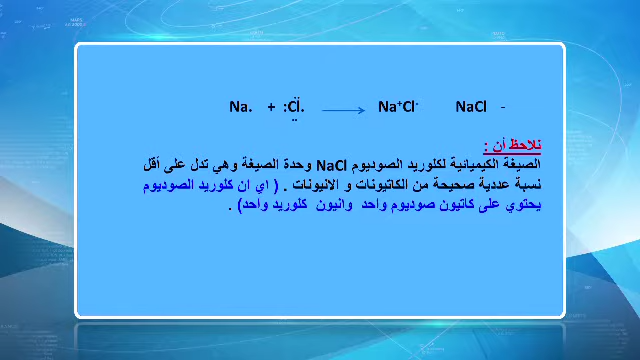 Na. + :Cl. → Na⁺Cl⁻ NaCl -
نلاحظ أن :
الصيغة الكيميائية لكلوريد الصوديوم NaCl وحدة الصيغة وهي تدل على أقل
نسبة عددية صحيحة من الكاتيونات و الانيونات . ( اي ان كلوريد الصوديوم
يحتوي على كاتيون صوديوم واحد وانيون كلوريد واحد) .